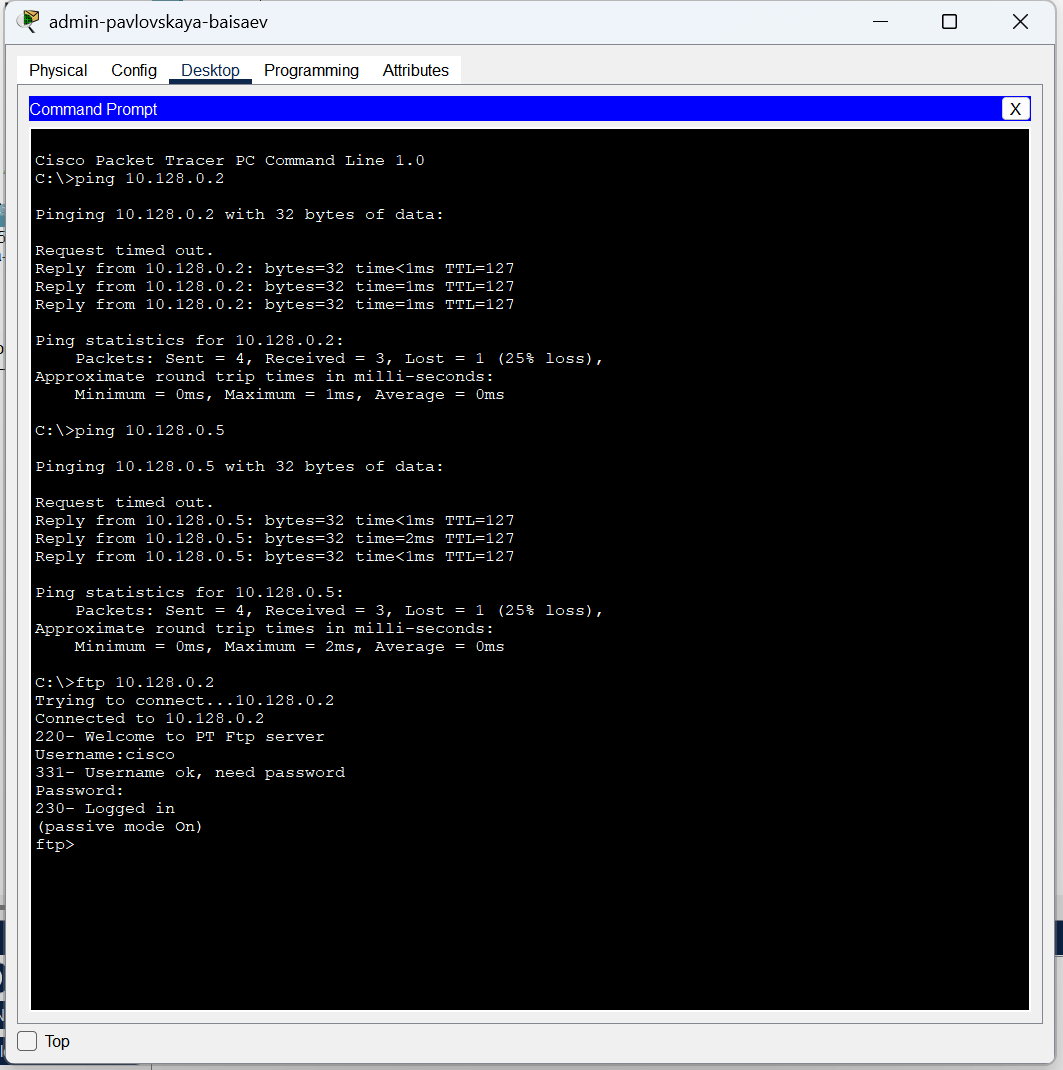 admin-pavlovskaya-baisaev
Physical Config Desktop Programming Attributes
Command Prompt X
Cisco Packet Tracer PC Command Line 1.0
C:\>ping 10.128.0.2
Pinging 10.128.0.2 with 32 bytes of data:
Request timed out.
Reply from 10.128.0.2: bytes=32 time<1ms TTL=127
Reply from 10.128.0.2: bytes=32 time=1ms TTL=127
Reply from 10.128.0.2: bytes=32 time=1ms TTL=127
Ping statistics for 10.128.0.2:
Packets: Sent = 4, Received = 3, Lost = 1 (25% loss),
Approximate round trip times in milli-seconds:
Minimum = 0ms, Maximum = 1ms, Average = 0ms
C:\>ping 10.128.0.5
Pinging 10.128.0.5 with 32 bytes of data:
Request timed out.
Reply from 10.128.0.5: bytes=32 time<1ms TTL=127
Reply from 10.128.0.5: bytes=32 time=2ms TTL=127
Reply from 10.128.0.5: bytes=32 time<1ms TTL=127
Ping statistics for 10.128.0.5:
Packets: Sent = 4, Received = 3, Lost = 1 (25% loss),
Approximate round trip times in milli-seconds:
Minimum = 0ms, Maximum = 2ms, Average = 0ms
C:\>ftp 10.128.0.2
Trying to connect...10.128.0.2
Connected to 10.128.0.2
220- Welcome to PT Ftp server
Username:cisco
331- Username ok, need password
Password:
230- Logged in
(passive mode On)
ftp>
Top